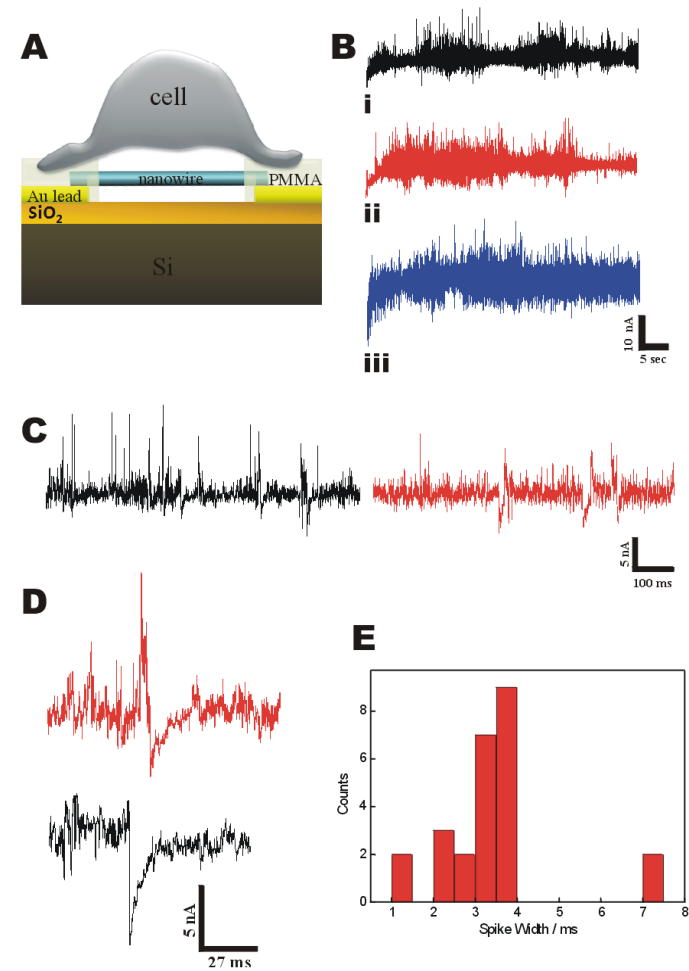 A
cell
nanowire
PMMA
Au lead
SiO₂
Si
B
i
ii
iii
10 nA
5 sec
C
5 nA
100 ms
D
5 nA
27 ms
E
Counts
8
6
4
2
0
1 2 3 4 5 6 7 8
Spike Width / ms